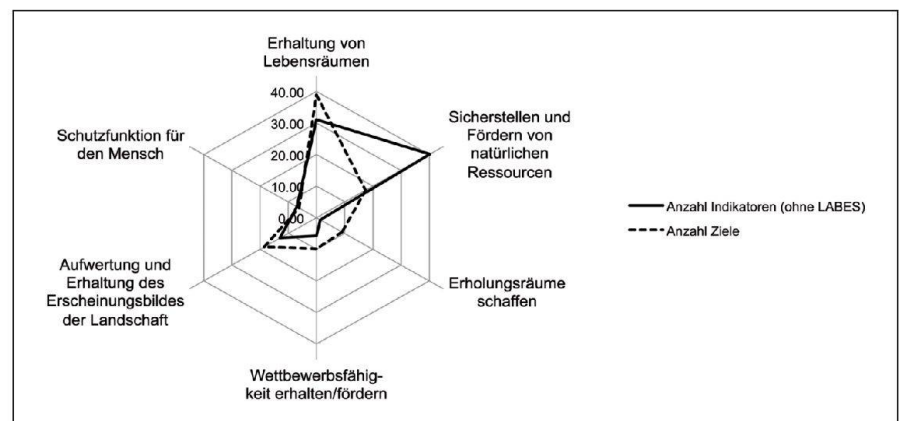 Erhaltung von
Lebensräumen
40.00
30.00
20.00
10.00
0.00
Sicherstellen und
Fördern von
natürlichen
Ressourcen
Erholungsräume
schaffen
Wettbewerbsfähig-
keit erhalten/fördern
Aufwertung und
Erhaltung des
Erscheinungsbildes
der Landschaft
Schutzfunktion für
den Mensch
Anzahl Indikatoren (ohne LABES)
Anzahl Ziele